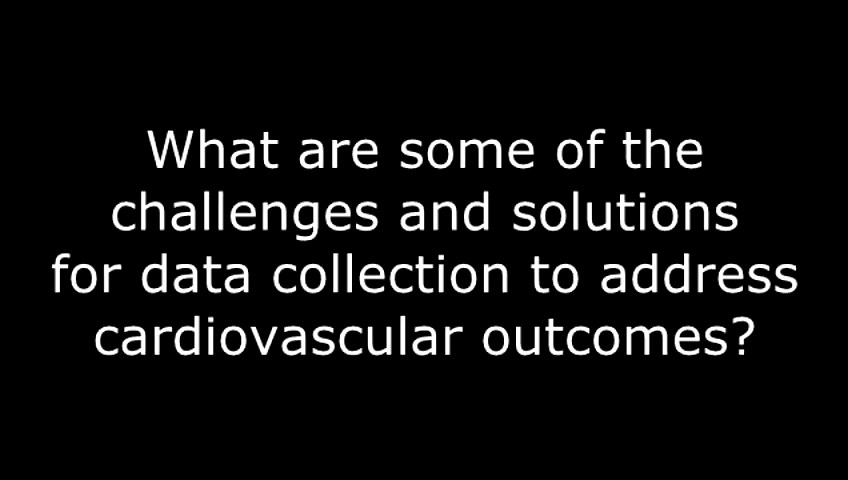 What are some of the
challenges and solutions
for data collection to address
cardiovascular outcomes?